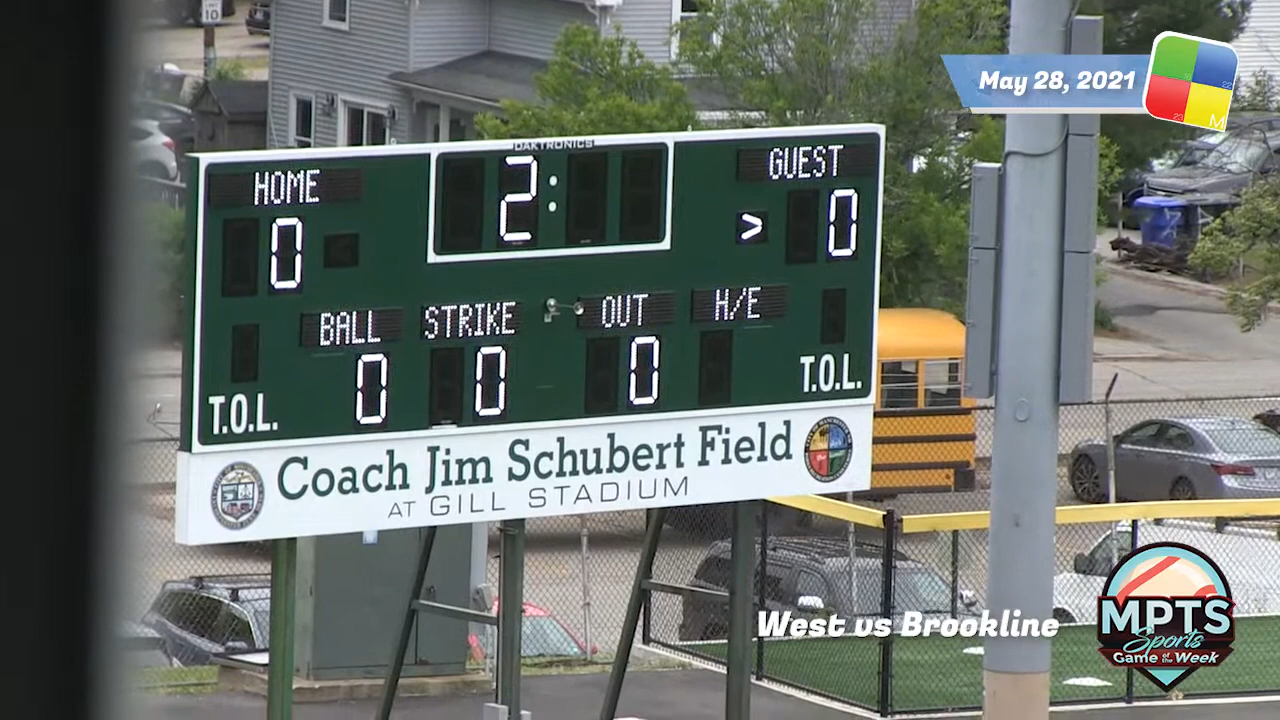 10
May 28, 2021
M
DAKTRONICS
HOME
2:
GUEST
0
>
0
BALL
STRIKE
OUT
H/E
0
0
0
T.O.L.
T.O.L.
Coach Jim Schubert Field
AT GILL STADIUM
West vs Brookline
MPTS
Sports
Game of the Week